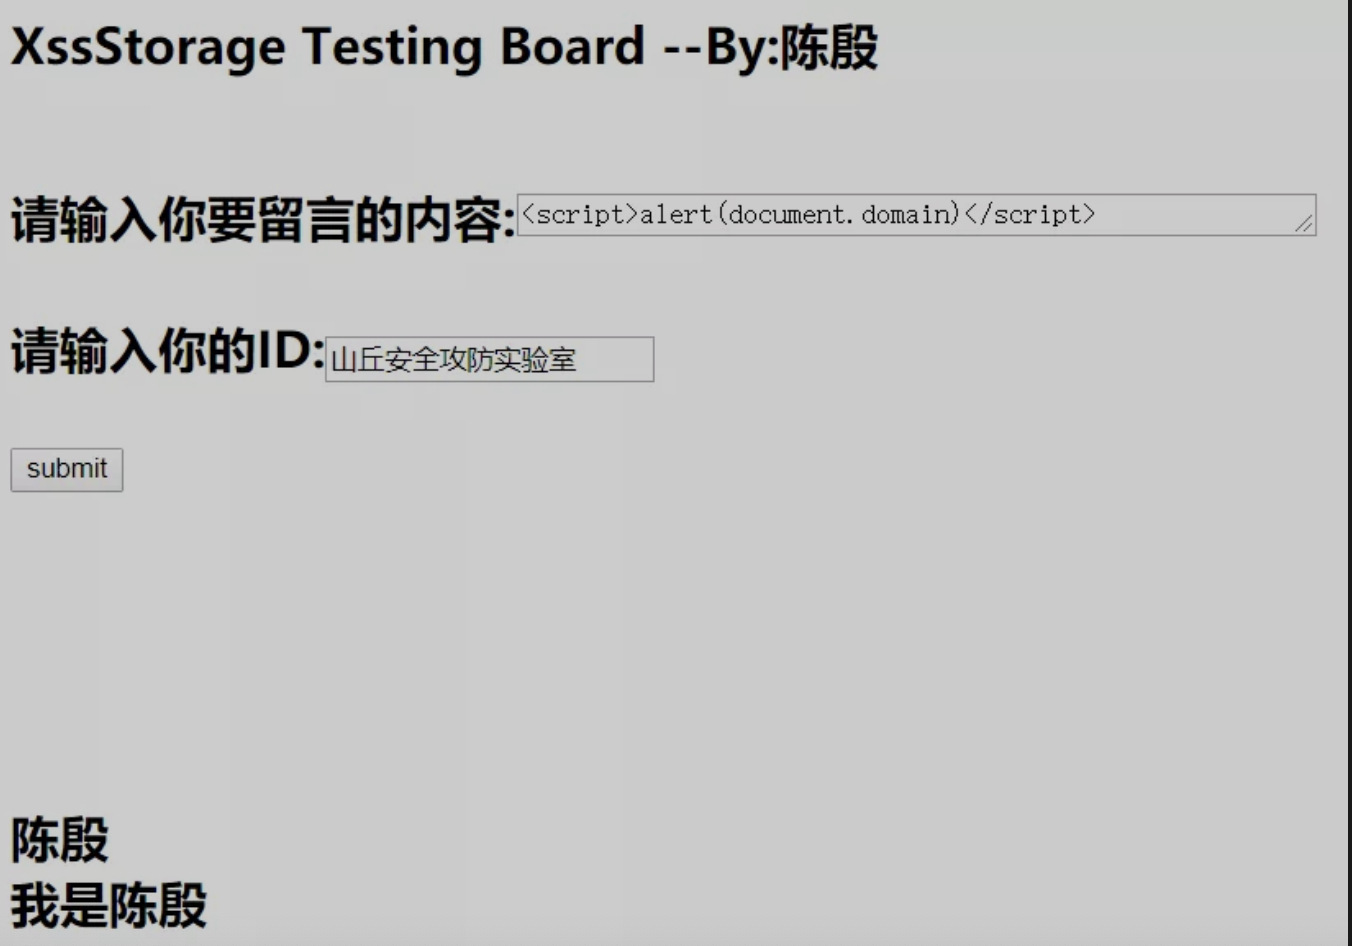 XssStorage Testing Board --By:陈殷
请输入你要留言的内容:<script>alert(document.domain)</script>
请输入你的ID:山丘安全攻防实验室
submit
陈殷
我是陈殷